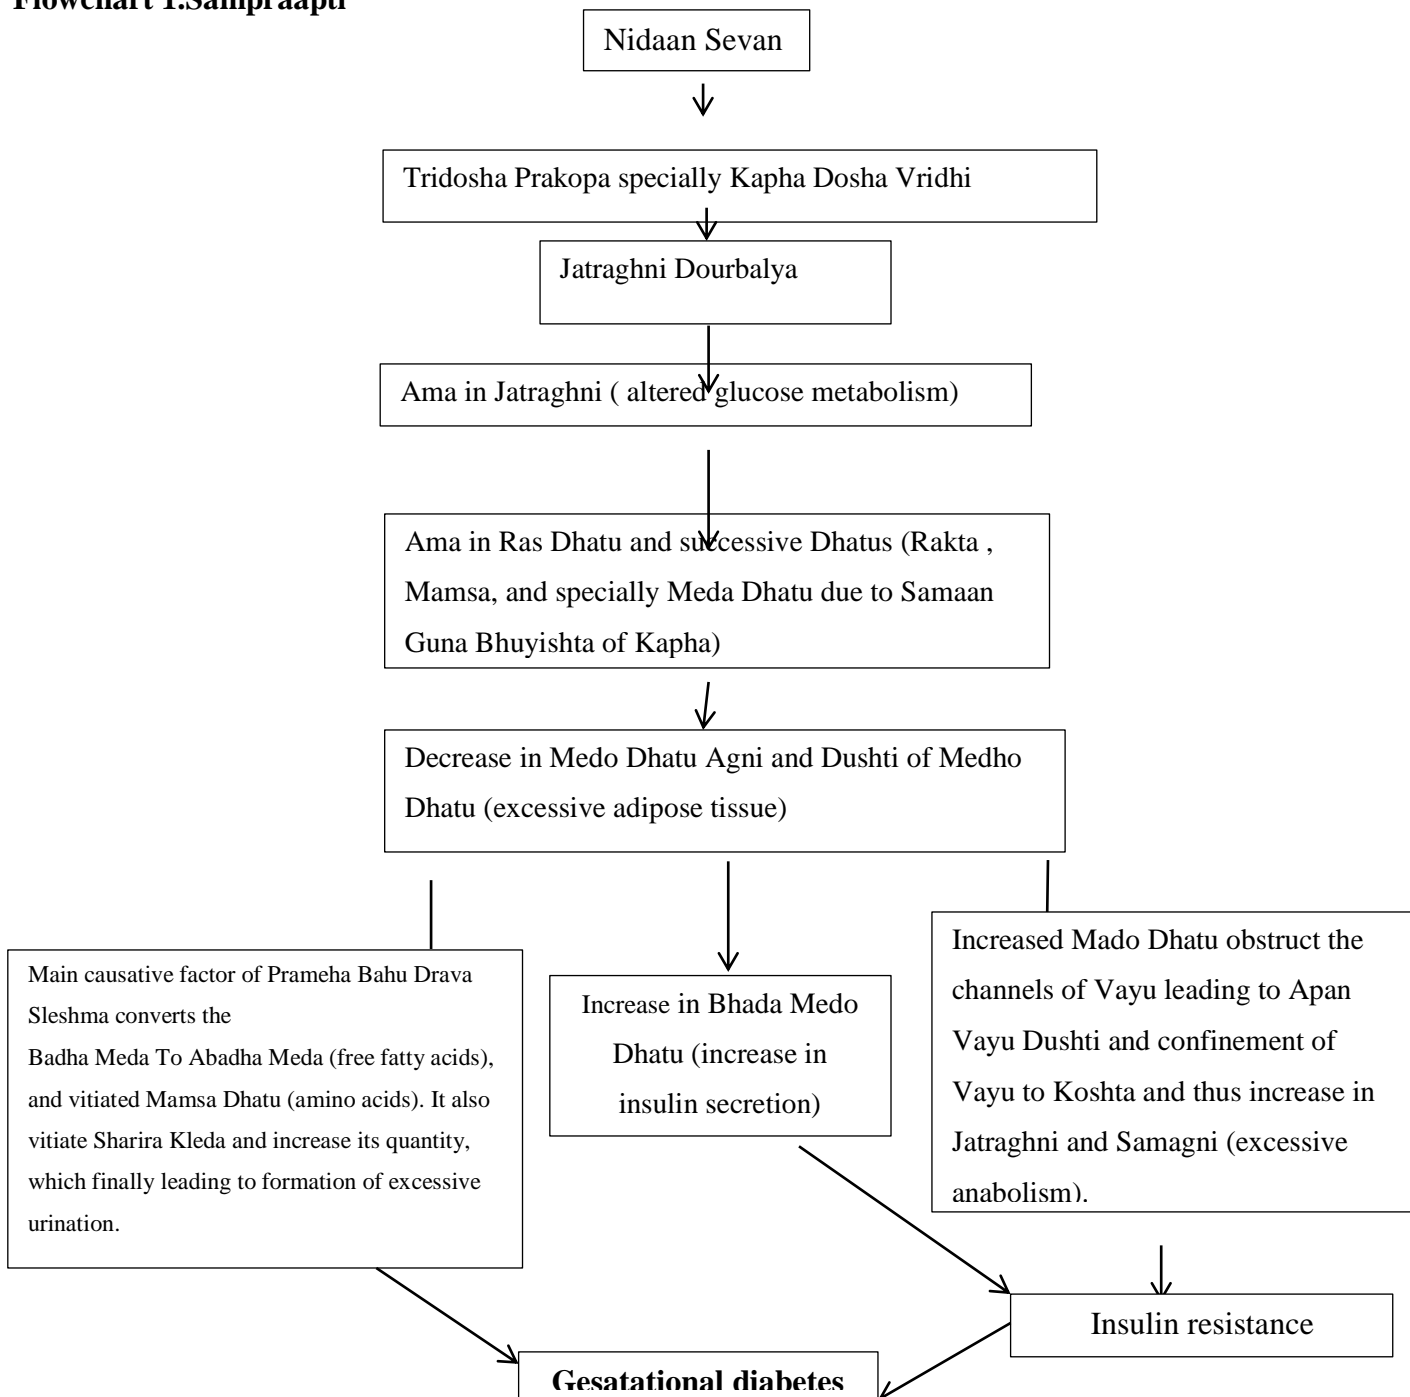 Flowchart 1.Sampraapti
Nidaan Sevan
Tridosha Prakopa specially Kapha Dosha Vridhi
Jatraghni Dourbalya
Ama in Jatraghni ( altered glucose metabolism)
Ama in Ras Dhatu and successive Dhatus (Rakta ,
Mamsa, and specially Meda Dhatu due to Samaan
Guna Bhuyishta of Kapha)
Decrease in Medo Dhatu Agni and Dushti of Medho
Dhatu (excessive adipose tissue)
Main causative factor of Prameha Bahu Drava
Sleshma converts the
Badha Meda To Abadha Meda (free fatty acids),
and vitiated Mamsa Dhatu (amino acids). It also
vitiate Sharira Kleda and increase its quantity,
which finally leading to formation of excessive
urination.
Increase in Bhada Medo
Dhatu (increase in
insulin secretion)
Increased Mado Dhatu obstruct the
channels of Vayu leading to Apan
Vayu Dushti and confinement of
Vayu to Koshta and thus increase in
Jatraghni and Samagni (excessive
anabolism).
Insulin resistance
Gesatational diabetes